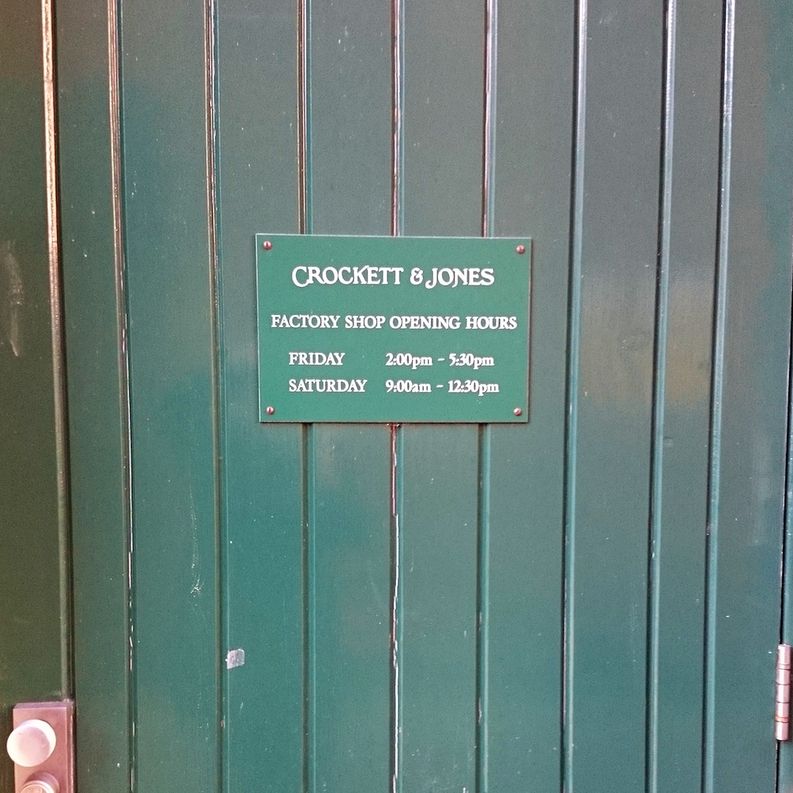 CROCKETT & JONES
FACTORY SHOP OPENING HOURS
FRIDAY 2:00pm - 5:30pm
SATURDAY 9:00am - 12:30pm